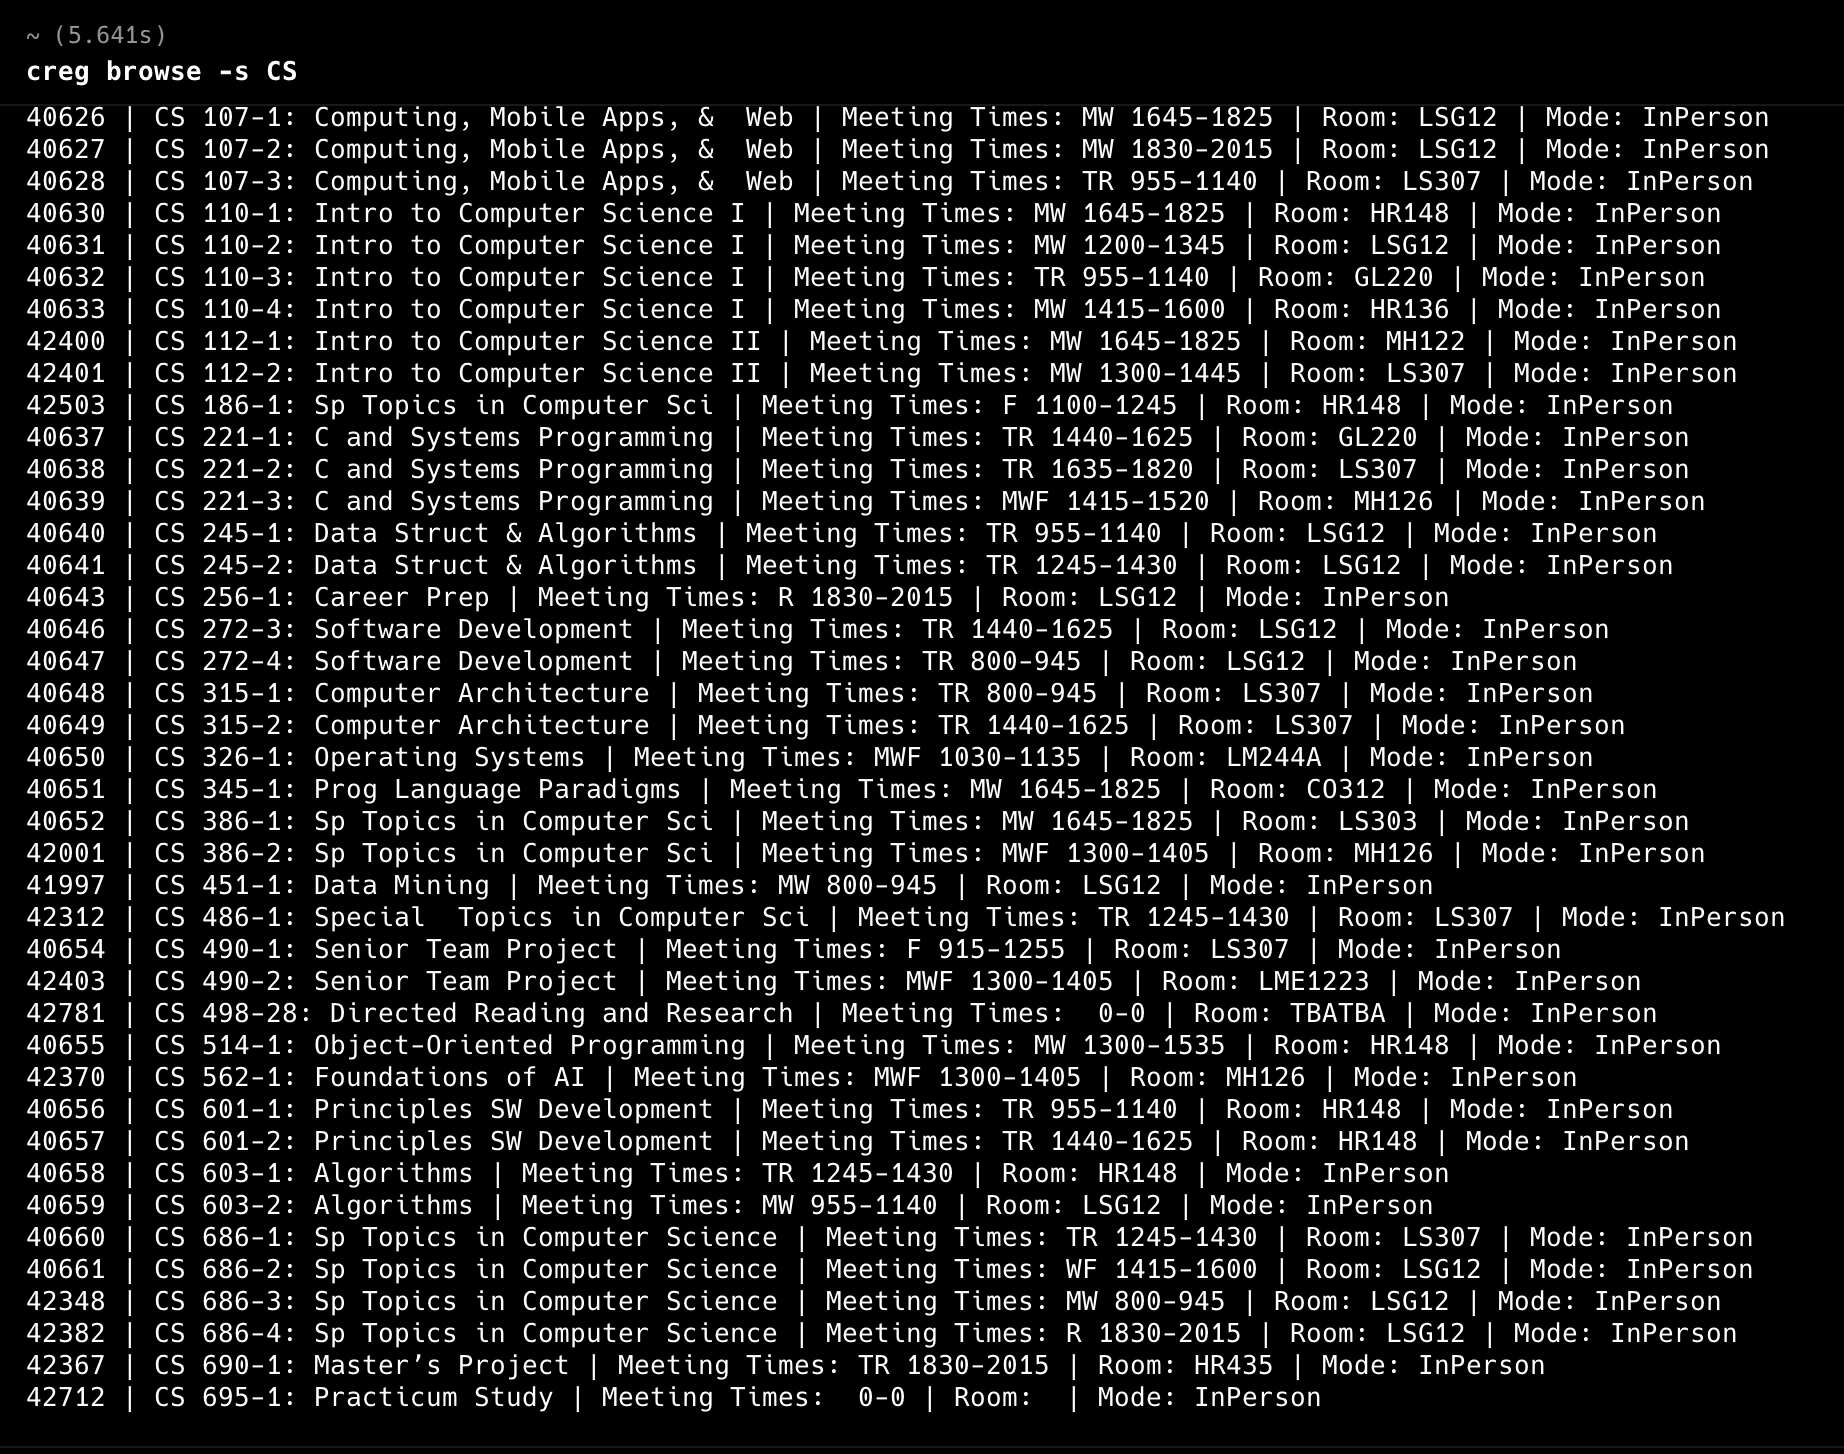 ~ (5.641s)
creg browse -s CS
40626 | CS 107-1: Computing, Mobile Apps, &  Web | Meeting Times: MW 1645-1825 | Room: LSG12 | Mode: InPerson
40627 | CS 107-2: Computing, Mobile Apps, &  Web | Meeting Times: MW 1830-2015 | Room: LSG12 | Mode: InPerson
40628 | CS 107-3: Computing, Mobile Apps, &  Web | Meeting Times: TR 955-1140 | Room: LS307 | Mode: InPerson
40630 | CS 110-1: Intro to Computer Science I | Meeting Times: MW 1645-1825 | Room: HR148 | Mode: InPerson
40631 | CS 110-2: Intro to Computer Science I | Meeting Times: MW 1200-1345 | Room: LSG12 | Mode: InPerson
40632 | CS 110-3: Intro to Computer Science I | Meeting Times: TR 955-1140 | Room: GL220 | Mode: InPerson
40633 | CS 110-4: Intro to Computer Science I | Meeting Times: MW 1415-1600 | Room: HR136 | Mode: InPerson
42400 | CS 112-1: Intro to Computer Science II | Meeting Times: MW 1645-1825 | Room: MH122 | Mode: InPerson
42401 | CS 112-2: Intro to Computer Science II | Meeting Times: MW 1300-1445 | Room: LS307 | Mode: InPerson
42503 | CS 186-1: Sp Topics in Computer Sci | Meeting Times: F 1100-1245 | Room: HR148 | Mode: InPerson
40637 | CS 221-1: C and Systems Programming | Meeting Times: TR 1440-1625 | Room: GL220 | Mode: InPerson
40638 | CS 221-2: C and Systems Programming | Meeting Times: TR 1635-1820 | Room: LS307 | Mode: InPerson
40639 | CS 221-3: C and Systems Programming | Meeting Times: MWF 1415-1520 | Room: MH126 | Mode: InPerson
40640 | CS 245-1: Data Struct & Algorithms | Meeting Times: TR 955-1140 | Room: LSG12 | Mode: InPerson
40641 | CS 245-2: Data Struct & Algorithms | Meeting Times: TR 1245-1430 | Room: LSG12 | Mode: InPerson
40643 | CS 256-1: Career Prep | Meeting Times: R 1830-2015 | Room: LSG12 | Mode: InPerson
40646 | CS 272-3: Software Development | Meeting Times: TR 1440-1625 | Room: LSG12 | Mode: InPerson
40647 | CS 272-4: Software Development | Meeting Times: TR 800-945 | Room: LSG12 | Mode: InPerson
40648 | CS 315-1: Computer Architecture | Meeting Times: TR 800-945 | Room: LS307 | Mode: InPerson
40649 | CS 315-2: Computer Architecture | Meeting Times: TR 1440-1625 | Room: LS307 | Mode: InPerson
40650 | CS 326-1: Operating Systems | Meeting Times: MWF 1030-1135 | Room: LM244A | Mode: InPerson
40651 | CS 345-1: Prog Language Paradigms | Meeting Times: MW 1645-1825 | Room: CO312 | Mode: InPerson
40652 | CS 386-1: Sp Topics in Computer Sci | Meeting Times: MW 1645-1825 | Room: LS303 | Mode: InPerson
42001 | CS 386-2: Sp Topics in Computer Sci | Meeting Times: MWF 1300-1405 | Room: MH126 | Mode: InPerson
41997 | CS 451-1: Data Mining | Meeting Times: MW 800-945 | Room: LSG12 | Mode: InPerson
42312 | CS 486-1: Special  Topics in Computer Sci | Meeting Times: TR 1245-1430 | Room: LS307 | Mode: InPerson
40654 | CS 490-1: Senior Team Project | Meeting Times: F 915-1255 | Room: LS307 | Mode: InPerson
42403 | CS 490-2: Senior Team Project | Meeting Times: MWF 1300-1405 | Room: LME1223 | Mode: InPerson
42781 | CS 498-28: Directed Reading and Research | Meeting Times:  0-0 | Room: TBATBA | Mode: InPerson
40655 | CS 514-1: Object-Oriented Programming | Meeting Times: MW 1300-1535 | Room: HR148 | Mode: InPerson
42370 | CS 562-1: Foundations of AI | Meeting Times: MWF 1300-1405 | Room: MH126 | Mode: InPerson
40656 | CS 601-1: Principles SW Development | Meeting Times: TR 955-1140 | Room: HR148 | Mode: InPerson
40657 | CS 601-2: Principles SW Development | Meeting Times: TR 1440-1625 | Room: HR148 | Mode: InPerson
40658 | CS 603-1: Algorithms | Meeting Times: TR 1245-1430 | Room: HR148 | Mode: InPerson
40659 | CS 603-2: Algorithms | Meeting Times: MW 955-1140 | Room: LSG12 | Mode: InPerson
40660 | CS 686-1: Sp Topics in Computer Science | Meeting Times: TR 1245-1430 | Room: LS307 | Mode: InPerson
40661 | CS 686-2: Sp Topics in Computer Science | Meeting Times: WF 1415-1600 | Room: LSG12 | Mode: InPerson
42348 | CS 686-3: Sp Topics in Computer Science | Meeting Times: MW 800-945 | Room: LSG12 | Mode: InPerson
42382 | CS 686-4: Sp Topics in Computer Science | Meeting Times: R 1830-2015 | Room: LSG12 | Mode: InPerson
42367 | CS 690-1: Master’s Project | Meeting Times: TR 1830-2015 | Room: HR435 | Mode: InPerson
42712 | CS 695-1: Practicum Study | Meeting Times:  0-0 | Room:  | Mode: InPerson